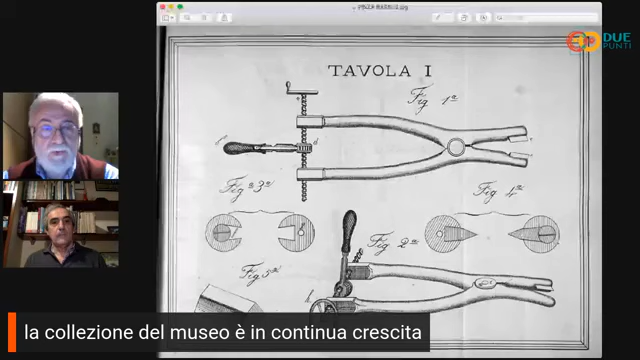 DUE
PUNTI
TAVOLA I
Fig 1ª
Figª 3ª
Fig 4ª
Fig 2ª
Fig 5ª
la collezione del museo è in continua crescita